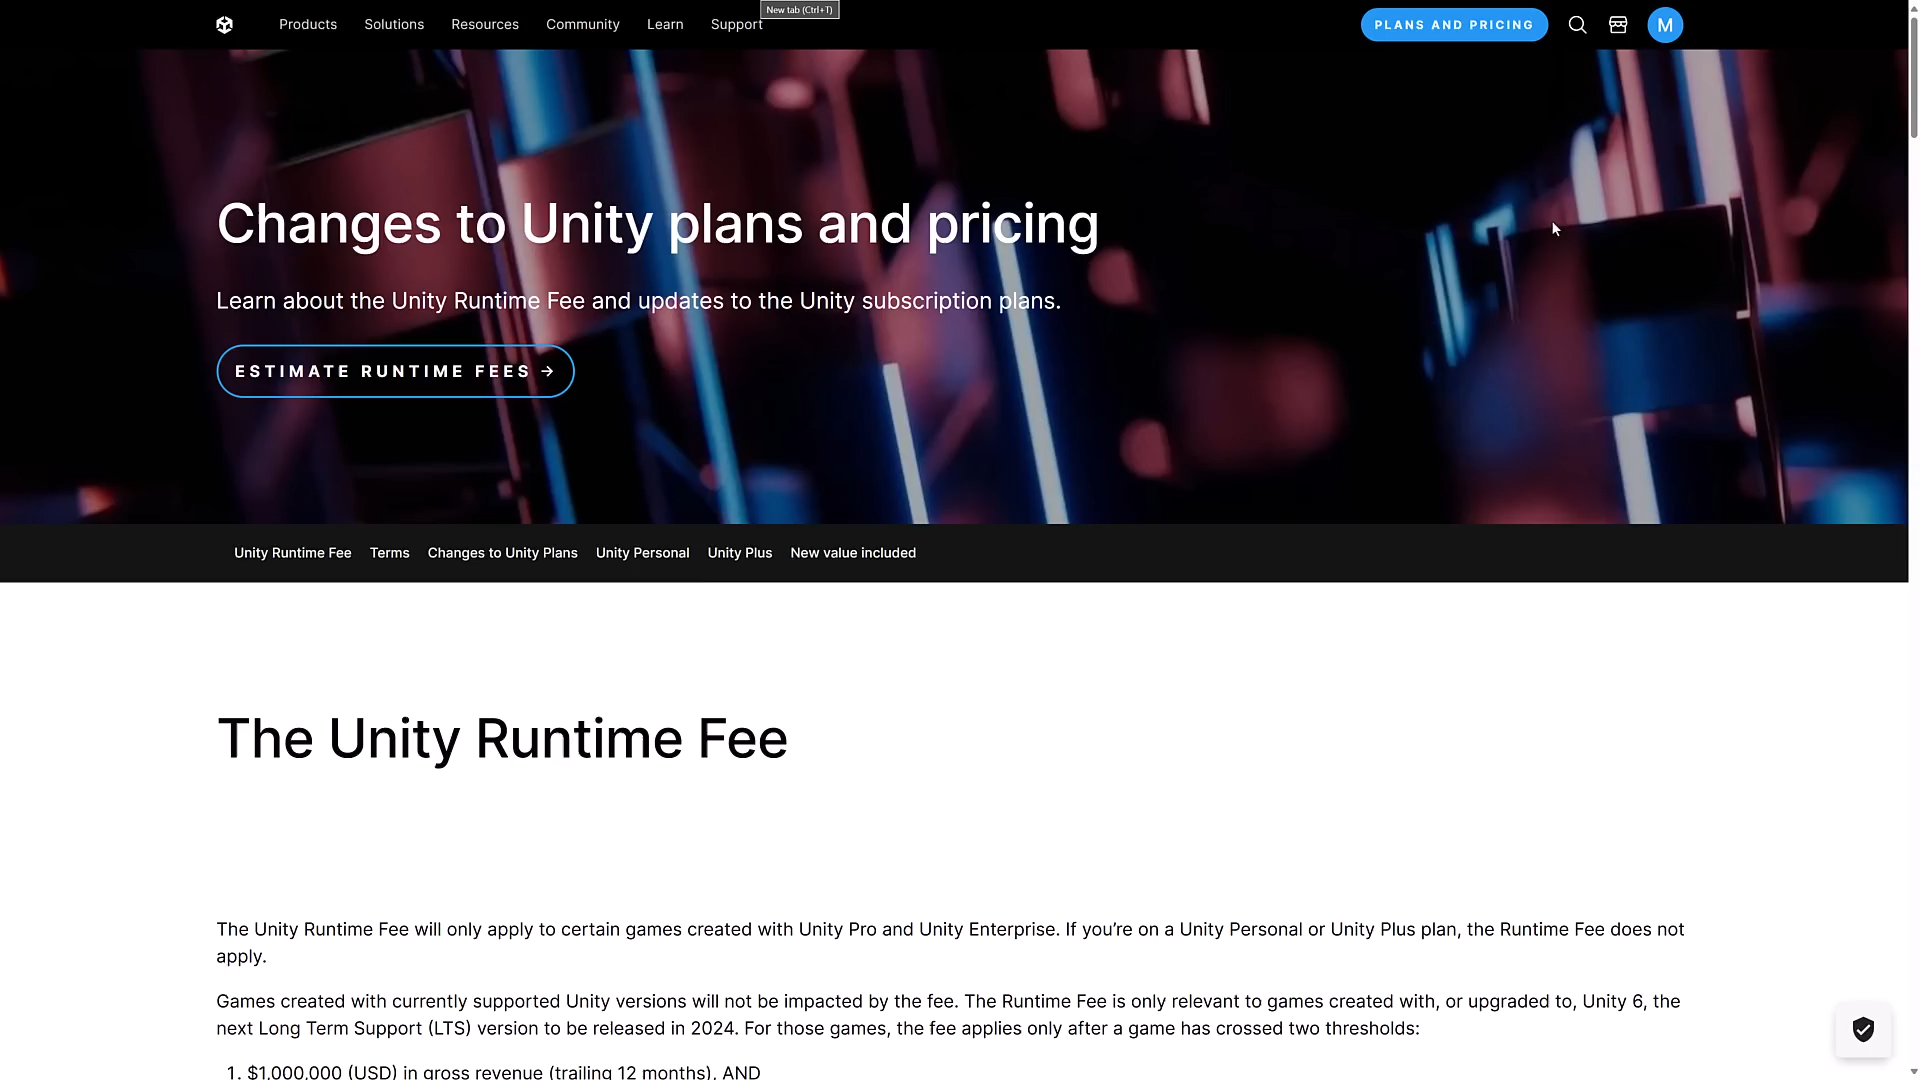 New tab (Ctrl+T)
Products Solutions Resources Community Learn Support PLANS AND PRICING M
Changes to Unity plans and pricing
Learn about the Unity Runtime Fee and updates to the Unity subscription plans.
ESTIMATE RUNTIME FEES →
Unity Runtime Fee Terms Changes to Unity Plans Unity Personal Unity Plus New value included
The Unity Runtime Fee
The Unity Runtime Fee will only apply to certain games created with Unity Pro and Unity Enterprise. If you’re on a Unity Personal or Unity Plus plan, the Runtime Fee does not
apply.
Games created with currently supported Unity versions will not be impacted by the fee. The Runtime Fee is only relevant to games created with, or upgraded to, Unity 6, the
next Long Term Support (LTS) version to be released in 2024. For those games, the fee applies only after a game has crossed two thresholds:
1. $1,000,000 (USD) in gross revenue (trailing 12 months), AND